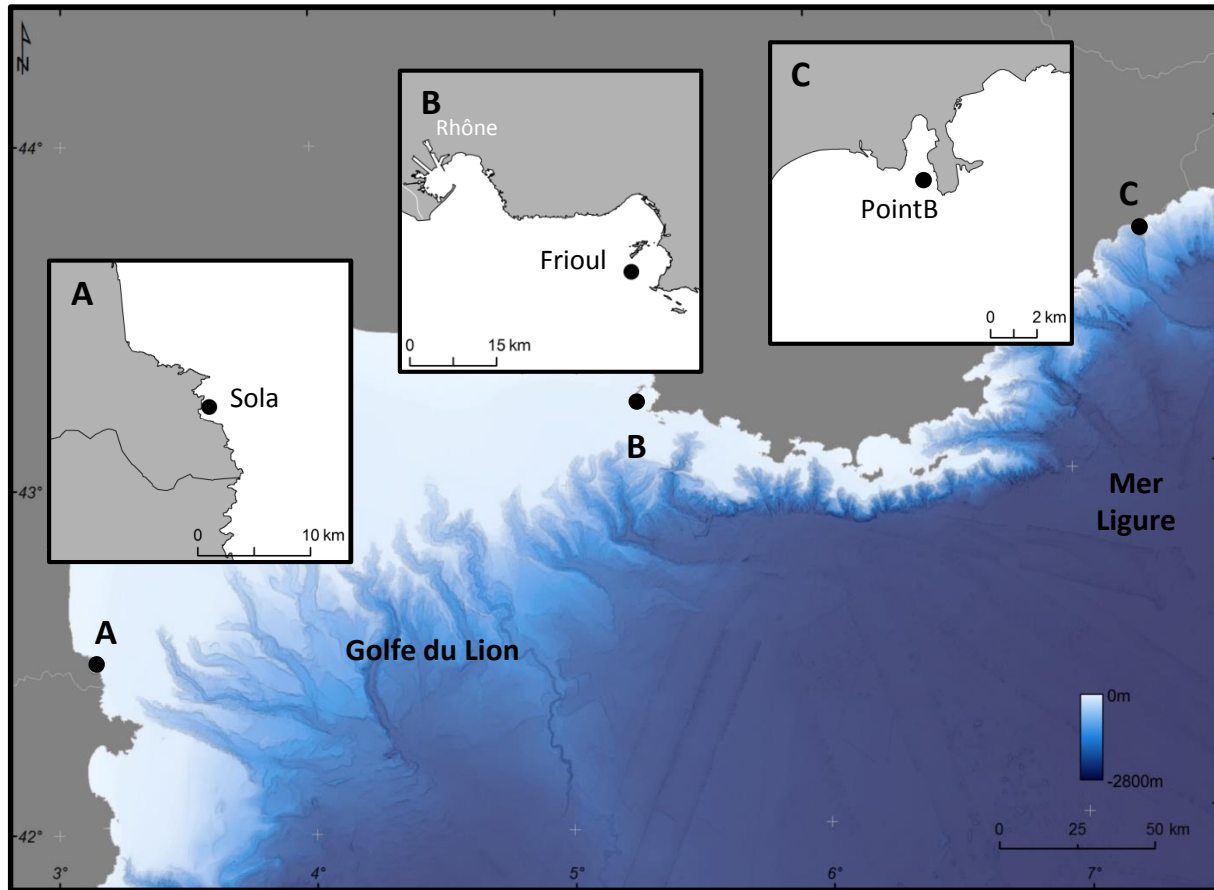 N
44°
43°
42°
3°
4°
5°
6°
7°
A
Sola
0
10 km
B
Rhône
Frioul
0
15 km
C
PointB
0
2 km
A
B
C
Golfe du Lion
Mer
Ligure
0m
-2800m
0
25
50 km